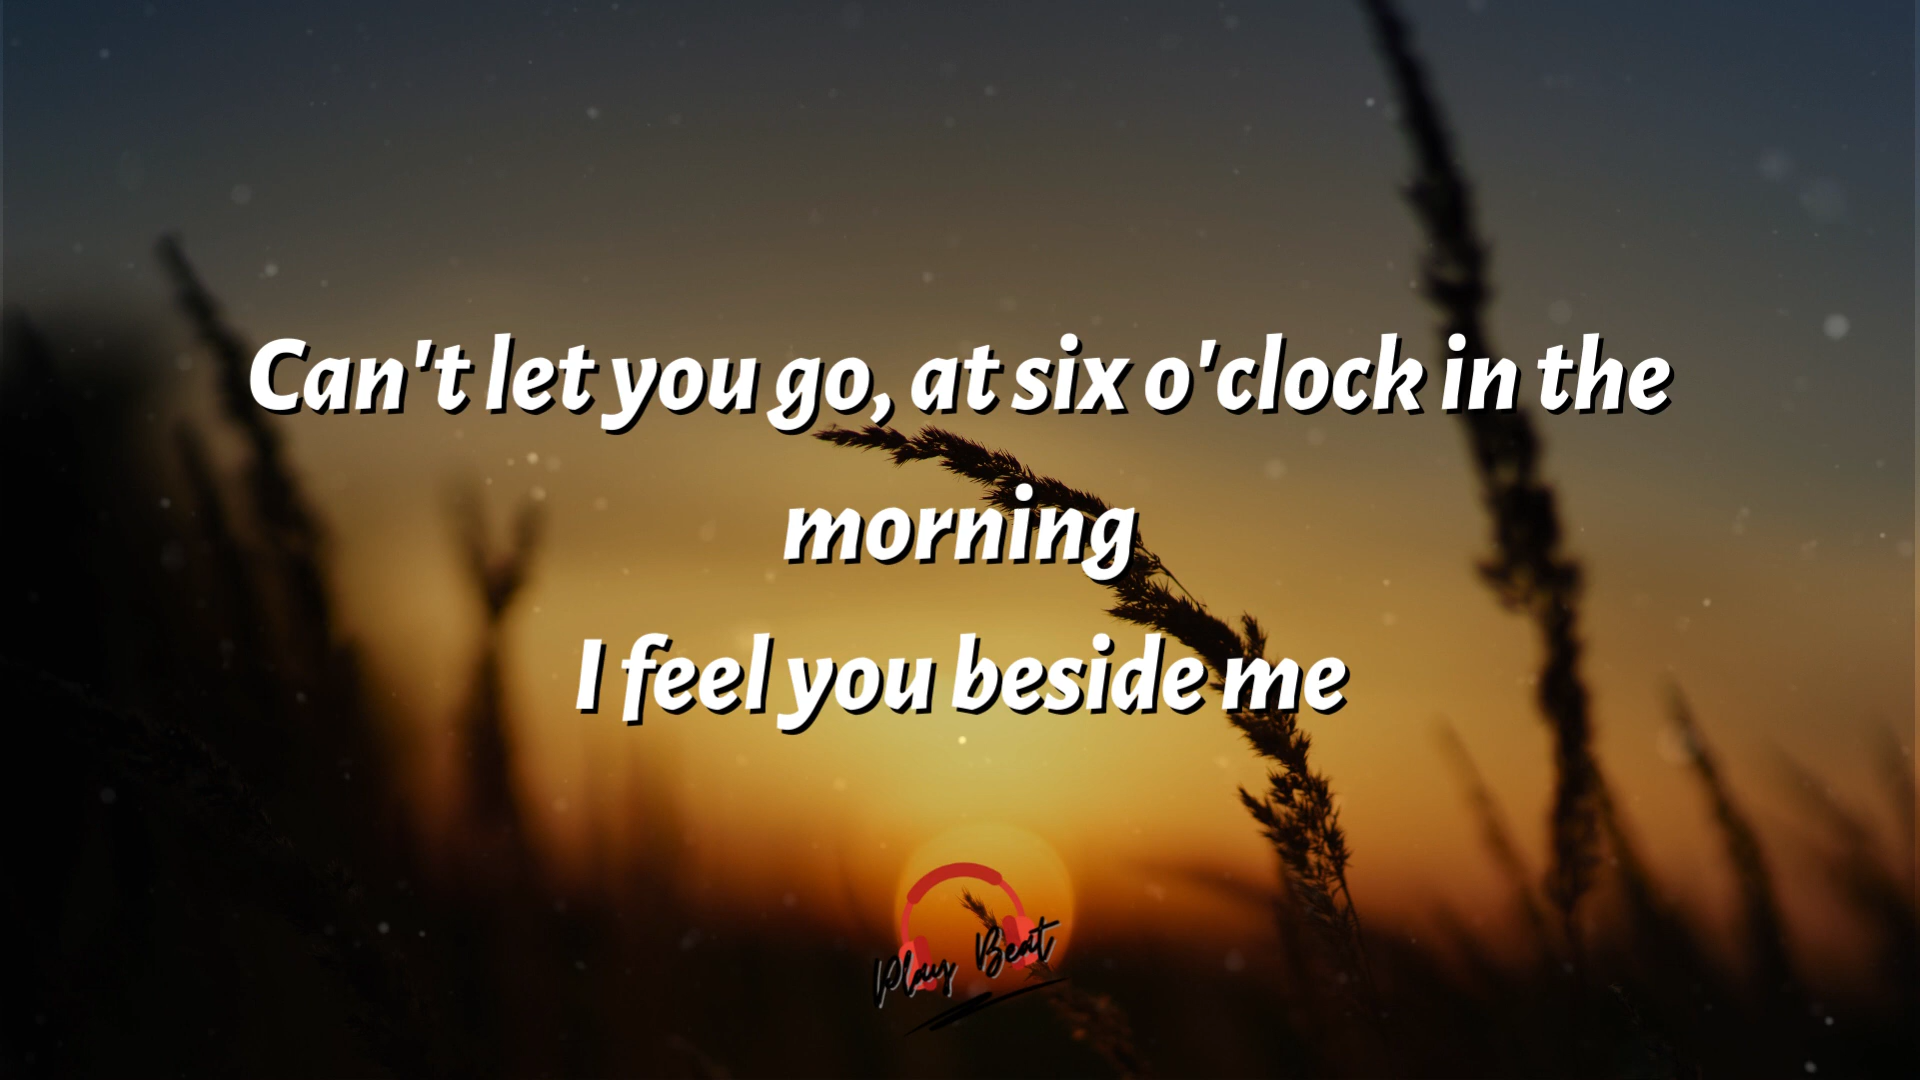 Can't let you go, at six o'clock in the
morning
I feel you beside me
Play Beat